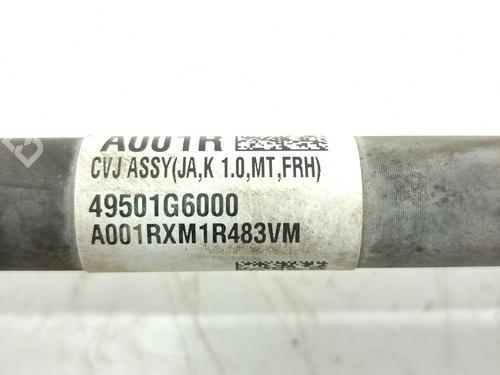 A001R
CVJ ASSY(JA,K 1.0,MT,FRH)
49501G6000
A001RXM1R483VM